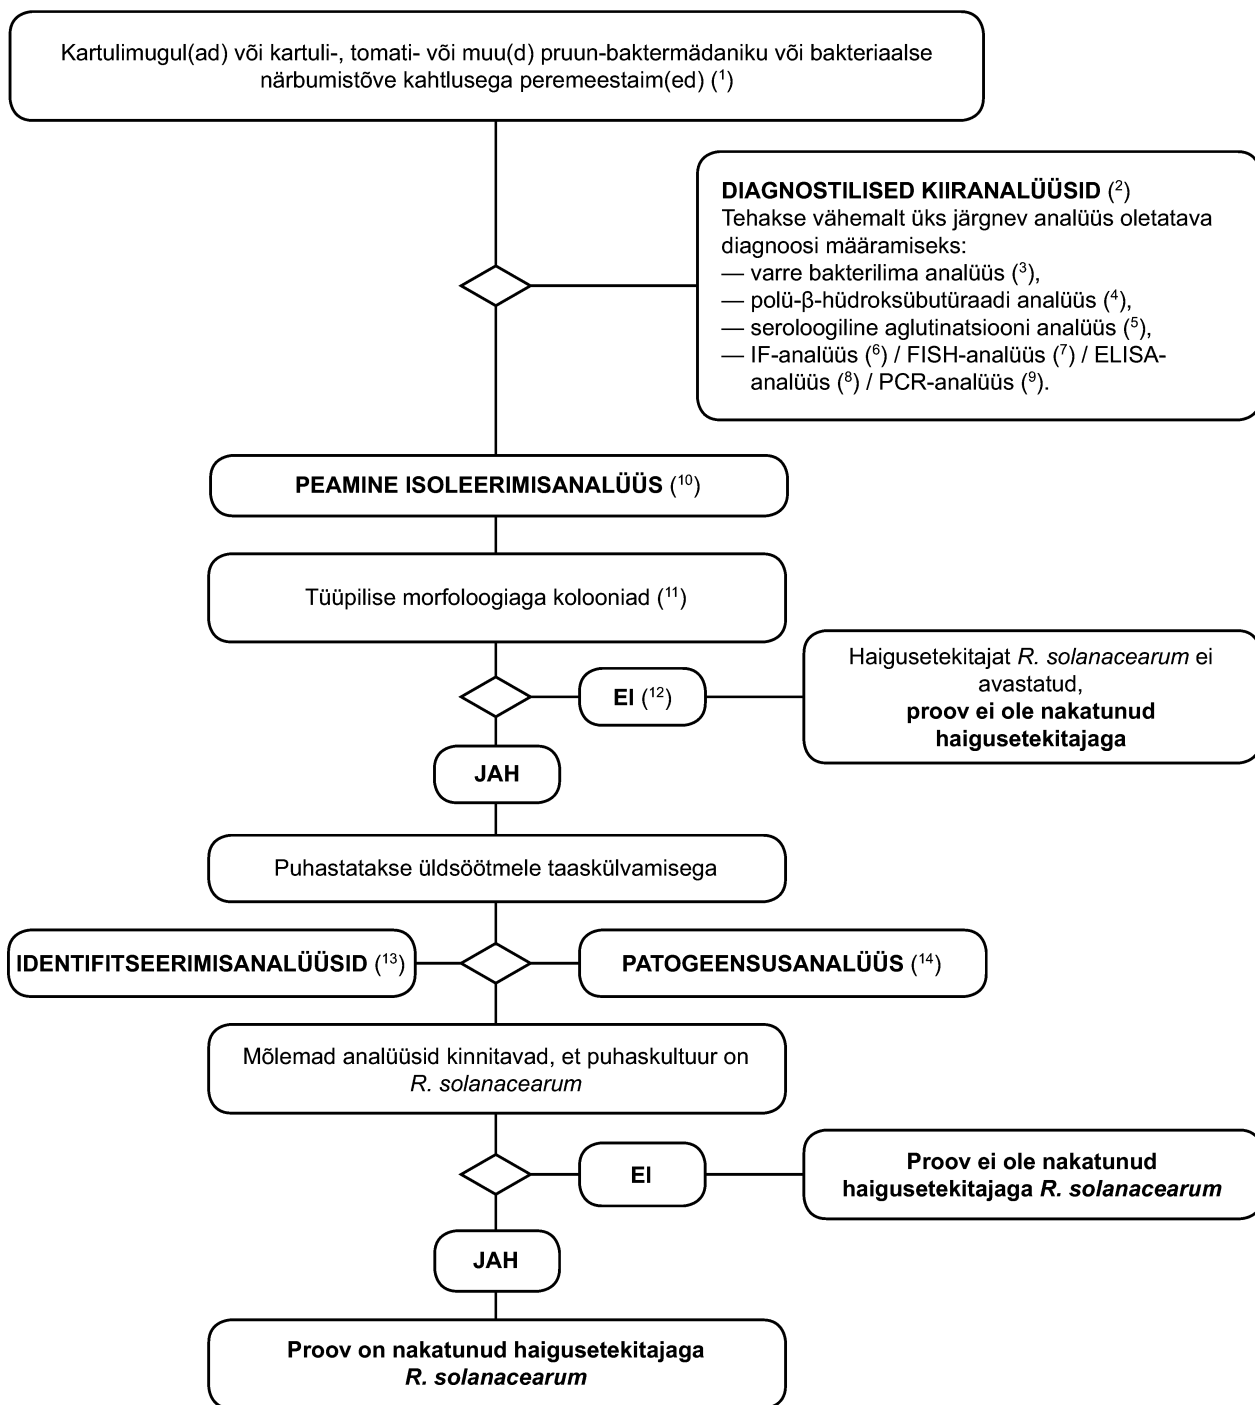 Kartulimugul(ad) või kartuli-, tomati- või muu(d) pruun-baktermädaniku või bakteriaalse
närbumistõve kahtlusega peremeestaim(ed) (1)
DIAGNOSTILISED KIIRANALÜÜSID (2)
Tehakse vähemalt üks järgnev analüüs oletatava
diagnoosi määramiseks:
— varre bakterilima analüüs (3),
— polü-β-hüdroksübutüraadi analüüs (4),
— seroloogiline aglutinatsiooni analüüs (5),
— IF-analüüs (6) / FISH-analüüs (7) / ELISA-
analüüs (8) / PCR-analüüs (9).
PEAMINE ISOLEERIMISANALÜÜS (10)
Tüüpilise morfoloogiaga kolooniad (11)
EI (12)
Haigusetekitajat R. solanacearum ei
avastatud,
proov ei ole nakatunud
haigusetekitajaga
JAH
Puhastatakse üldsöötmele taaskülvamisega
IDENTIFITSEERIMISANALÜÜSID (13)
PATOGEENSUSANALÜÜS (14)
Mõlemad analüüsid kinnitavad, et puhaskultuur on
R. solanacearum
EI
Proov ei ole nakatunud
haigusetekitajaga R. solanacearum
JAH
Proov on nakatunud haigusetekitajaga
R. solanacearum